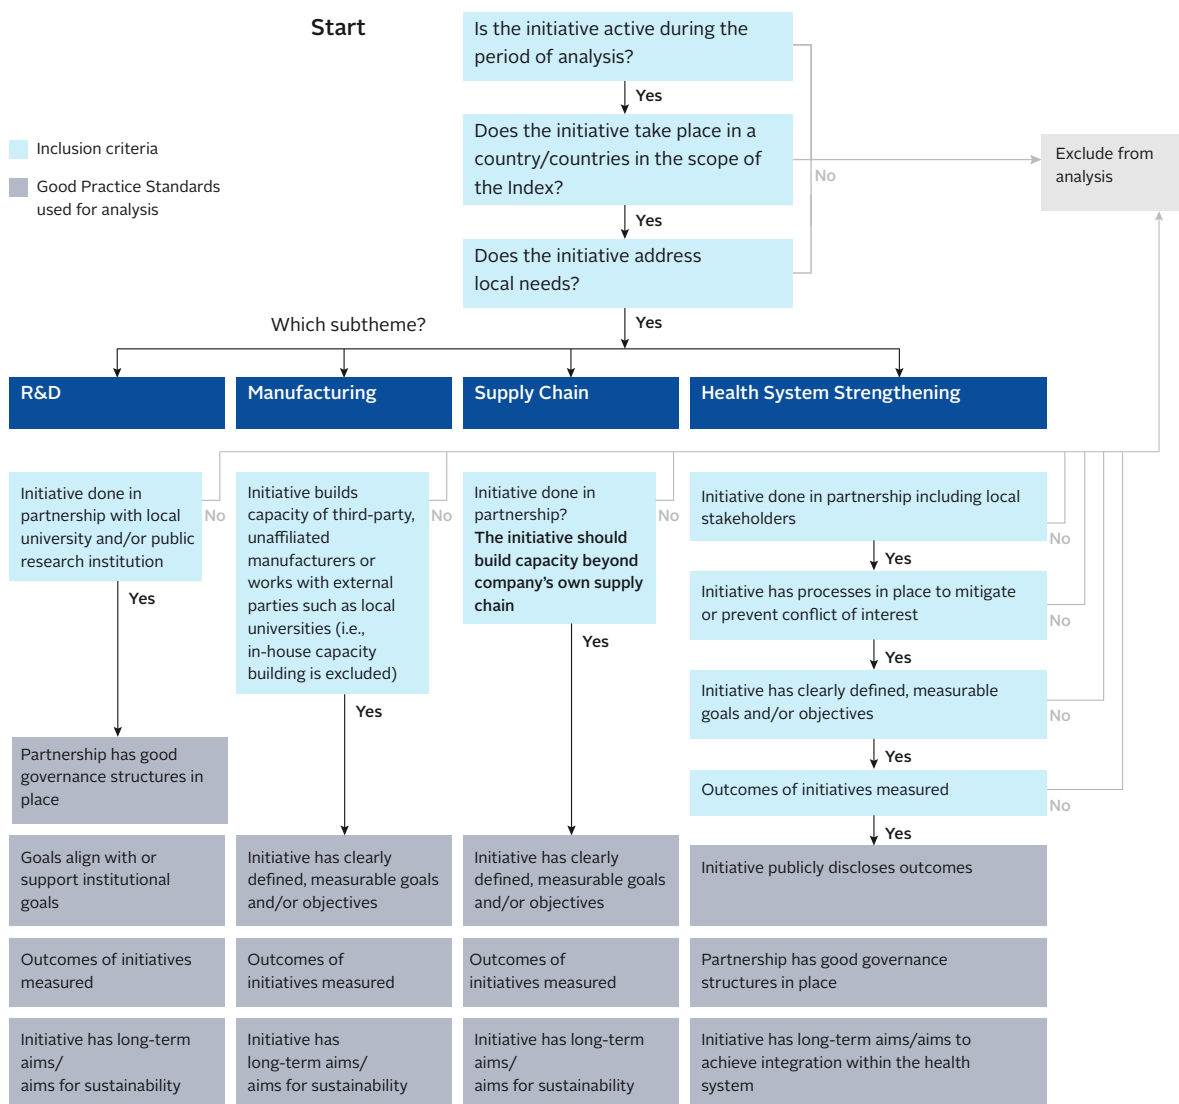 Start
Is the initiative active during the
period of analysis?
Yes
Does the initiative take place in a
country/countries in the scope of
the Index?
No
Exclude from
analysis
Inclusion criteria
Good Practice Standards
used for analysis
Yes
Does the initiative address
local needs?
Yes
Which subtheme?
R&D
Manufacturing
Supply Chain
Health System Strengthening
Initiative done in
partnership with local
university and/or public
research institution
No
Yes
Partnership has good
governance structures in
place
Goals align with or
support institutional
goals
Outcomes of initiatives
measured
Initiative has long-term
aims/
aims for sustainability
Initiative builds
capacity of third-party,
unaffiliated
manufacturers or
works with external
parties such as local
universities (i.e.,
in-house capacity
building is excluded)
No
Yes
Initiative has clearly
defined, measurable goals
and/or objectives
Outcomes of
initiatives measured
Initiative has
long-term aims/
aims for sustainability
Initiative done in
partnership?
The initiative should
build capacity beyond
company's own supply
chain
No
Yes
Initiative has clearly
defined, measurable goals
and/or objectives
Outcomes of
initiatives measured
Initiative has long-term
aims/
aims for sustainability
Initiative done in partnership including local
stakeholders
No
Yes
Initiative has processes in place to mitigate
or prevent conflict of interest
No
Yes
Initiative has clearly defined, measurable
goals and/or objectives
No
Yes
Outcomes of initiatives measured
No
Yes
Initiative publicly discloses outcomes
Partnership has good governance
structures in place
Initiative has long-term aims/aims to
achieve integration within the health
system